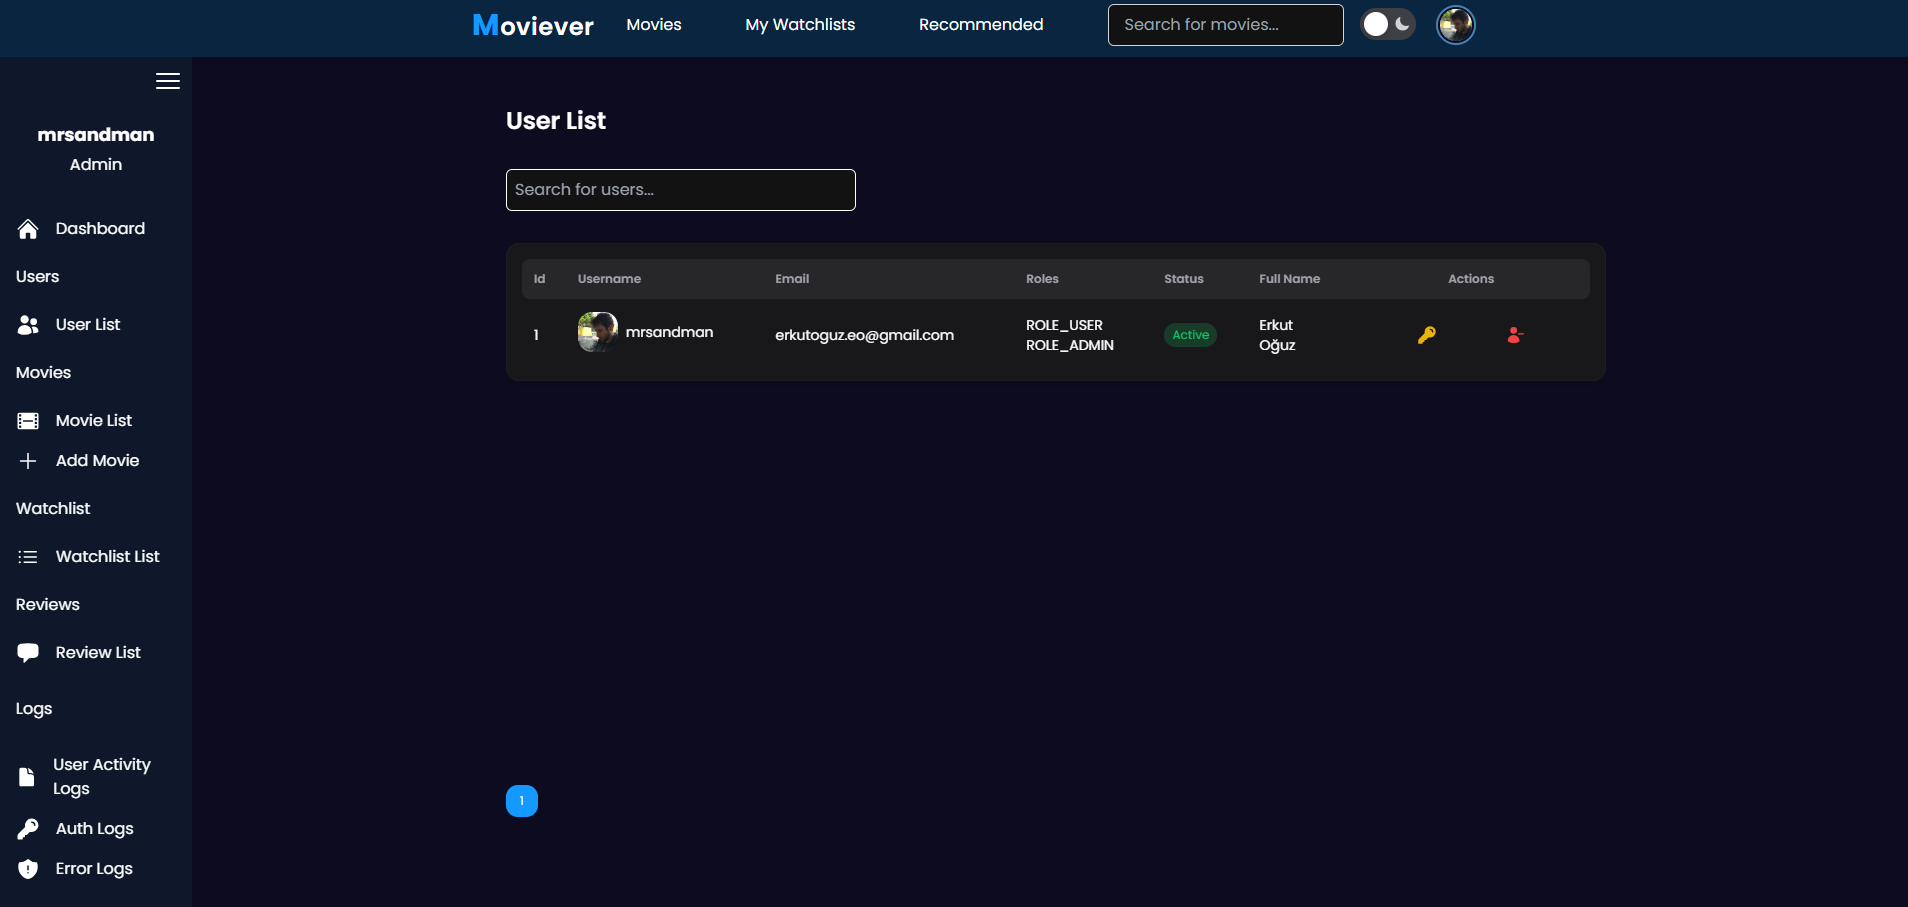 Moviever
Movies
My Watchlists
Recommended
Search for movies...
mrsandman
Admin
Dashboard
Users
User List
Movies
Movie List
Add Movie
Watchlist
Watchlist List
Reviews
Review List
Logs
User Activity
Logs
Auth Logs
Error Logs
User List
Search for users...
Id Username Email Roles Status Full Name Actions
1 mrsandman erkutoguz.eo@gmail.com ROLE_USER Active Erkut
ROLE_ADMIN Oğuz
1